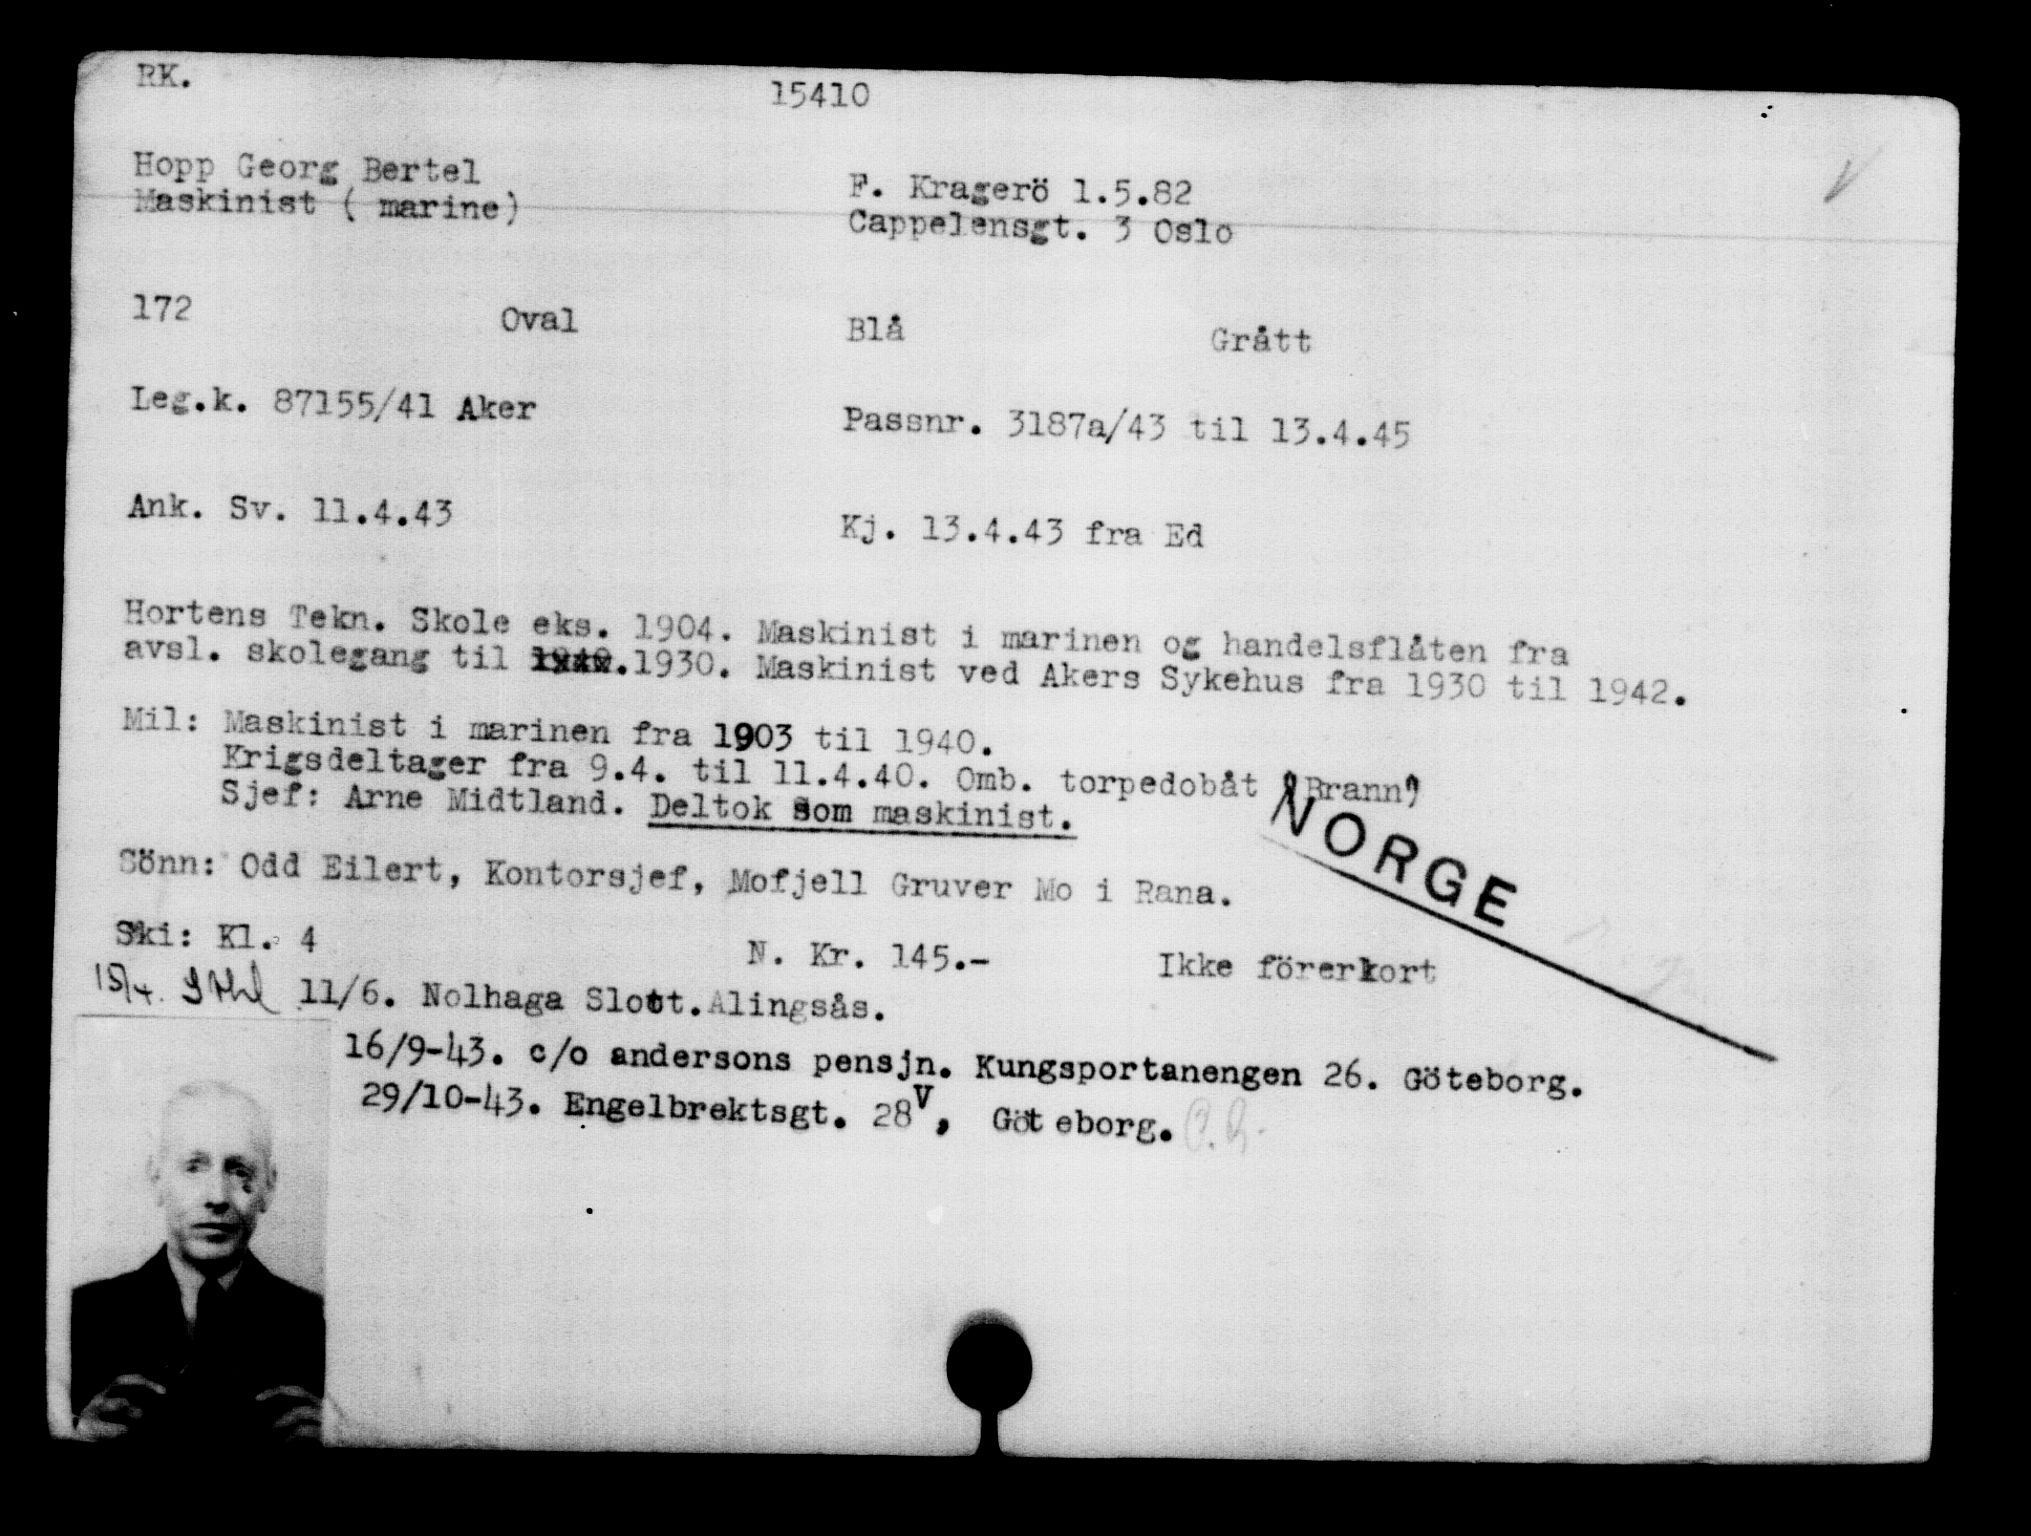 RK.
15410
Hopp Georg Bertel
Maskinist ( marine)
F. Kragerö 1.5.82
Cappelensgt. 3 Oslo
172 Oval Blå Grått
Leg.k. 87155/41 Aker
Passnr. 3187a/43 til 13.4.45
Ank. Sv. 11.4.43
Kj. 13.4.43 fra Ed
Hortens Tekn. Skole eks. 1904. Maskinist i marinen og handelsflåten fra
avsl. skolegang til .1930. Maskinist ved Akers Sykehus fra 1930 til 1942.
Mil: Maskinist i marinen fra 1903 til 1940.
Krigsdeltager fra 9.4. til 11.4.40. Omb. torpedobåt "Brann"
Sjef: Arne Midtland. Deltok som maskinist.
NORGE
Sönn: Odd Eilert, Kontorsjef, Mofjell Gruver Mo i Rana.
Ski: Kl. 4 N. Kr. 145.- Ikke förerkort
15/4. 11/6. Nolhaga Slott.Alingsås.
16/9-43. c/o andersons pensjn. Kungsportanengen 26. Göteborg.
29/10-43. Engelbrektsgt. 28V, Göteborg.